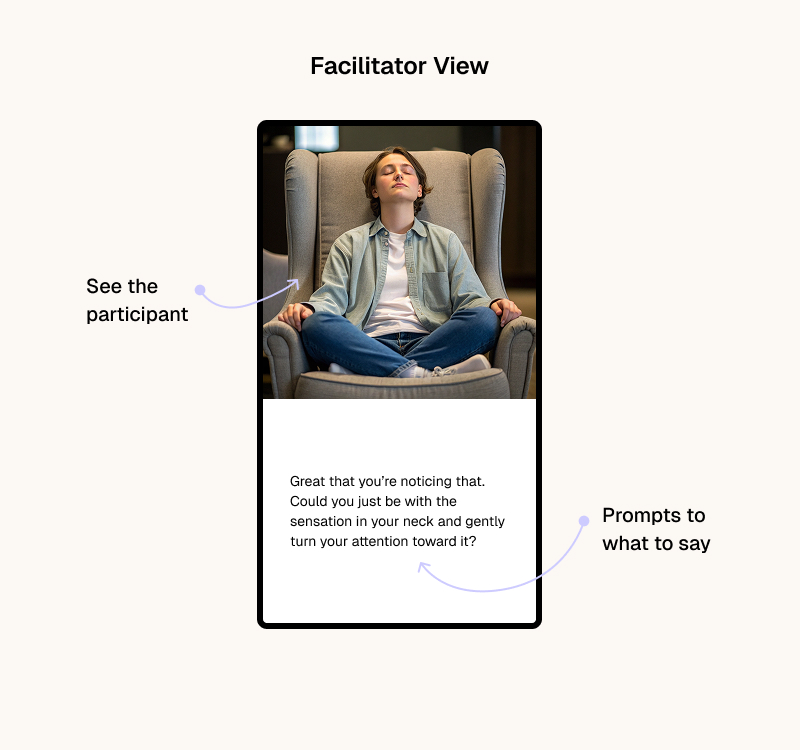 Facilitator View
See the
participant
Great that you’re noticing that.
Could you just be with the
sensation in your neck and gently
turn your attention toward it?
Prompts to
what to say